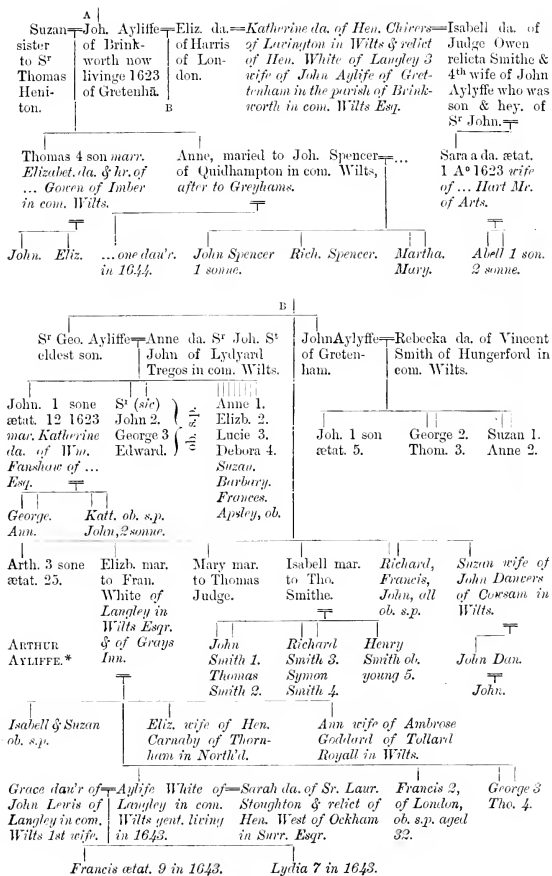 A
Suzan Joh. Ayliffe Eliz. da. Katherine da. of Hen. Chivers Isabell da. of
sister of Brink- of Harris of Lavington in Wilts & relict Judge Owen
to Sr worth now of Lon- of Hen. White of Langley 3 relicta Smithe &
Thomas livinge 1623 don. wife of John Aylife of Gret- 4th wife of John
Heni- of Gretenhā. tenham in the parish of Brink- Aylyffe who was
ton. B worth in com. Wilts Esq. son & hey. of
Sr John.
Thomas 4 son marr. Anne, maried to Joh. Spencer ... Sara a da. ætat.
Elizabet. da. & hr. of of Quidhampton in com. Wilts, 1 Ao 1623 wife
... Gowen of Imber after to Greyhams. of ... Hart Mr.
in com. Wilts. of Arts.
John. Eliz. ... one dau'r. John Spencer Rich. Spencer. Martha. Abell 1 son.
in 1644. 1 sonne. Mary. 2 sonne.
B
Sr Geo. Ayliffe Anne da. Sr Joh. St John Aylyffe Rebecka da. of Vincent
eldest son. John of Lydyard of Greten- Smith of Hungerford in
Tregos in com. Wilts. ham. com. Wilts.
John. 1 sone St (sic) Anne 1.
ætat. 12 1623 John 2. Elizb. 2. Joh. 1 son George 2. Suzan 1.
mar. Katherine George 3 ob. s.p. Lucie 3. ætat. 5. Thom. 3. Anne 2.
da. of Wm. Edward. Debora 4.
Fanshaw of ... Suzan.
Esq. Barbary.
George. Katt. ob. s.p. Frances.
Ann. John, 2 sonne. Apsley, ob.
Arth. 3 sone Elizb. mar. Mary mar. Isabell mar. Richard, Suzan wife of
ætat. 25. to Fran. to Thomas to Tho. Francis, John Dancers
White of Judge. Smithe. John, all of Cowsam in
Langley in ob. s.p. Wilts.
Wilts Esqr.
Arthur & of Grays John Richard Henry
Ayliffe.* Inn. Smith 1. Smith 3. Smith ob. John Dan.
Thomas Symon young 5.
Smith 2. Smith 4. John.
Isabell & Suzan Eliz. wife of Hen. Ann wife of Ambrose
ob. s.p. Carnaby of Thorn- Goddard of Tollard
ham in North'd. Royall in Wilts.
Grace dau'r of Aylife White of Sarah da. of Sr. Laur. Francis 2, George 3
John Lewis of Langley in com. Stoughton & relict of of London, Tho. 4.
Langley in com. Wilts gent. living Hen. West of Ockham ob. s.p. aged
Wilts 1st wife. in 1643. in Surr. Esqr. 32.
Francis ætat. 9 in 1643. Lydia 7 in 1643.